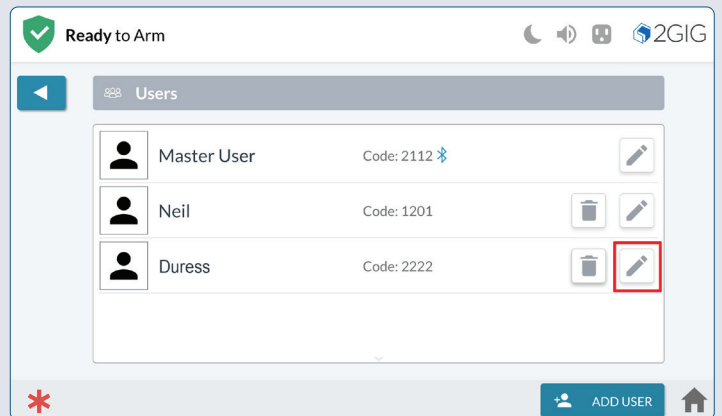 Ready to Arm
2GIG
Users
Master User Code: 2112
Neil Code: 1201
Duress Code: 2222
ADD USER